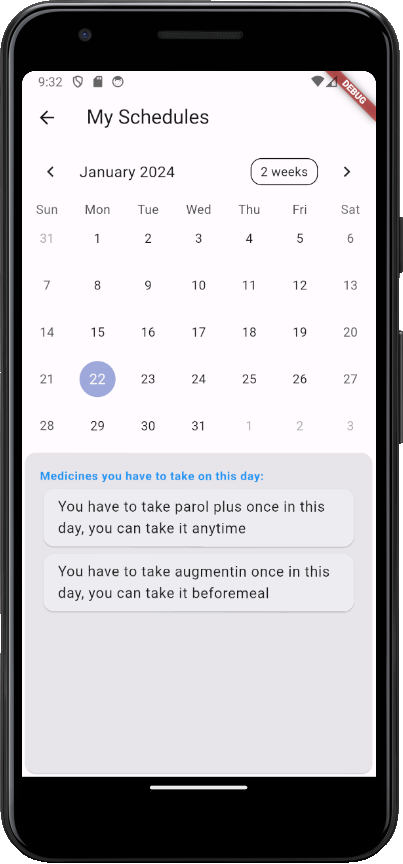 9:32
DEBUG
My Schedules
January 2024
2 weeks
Sun Mon Tue Wed Thu Fri Sat
31 1 2 3 4 5 6
7 8 9 10 11 12 13
14 15 16 17 18 19 20
21 22 23 24 25 26 27
28 29 30 31 1 2 3
Medicines you have to take on this day:
You have to take parol plus once in this
day, you can take it anytime
You have to take augmentin once in this
day, you can take it beforemeal